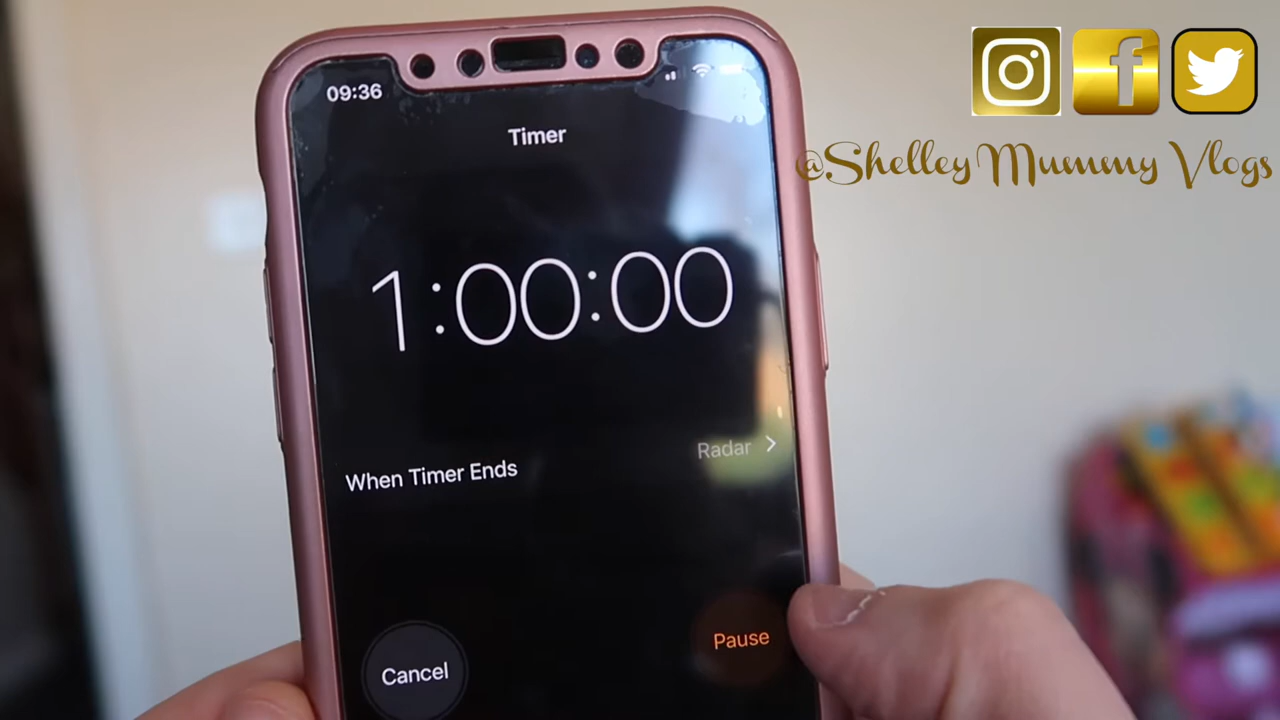 09:36
Timer
1:00:00
When Timer Ends
Radar
Cancel
Pause
@Shelley Mummy Vlogs